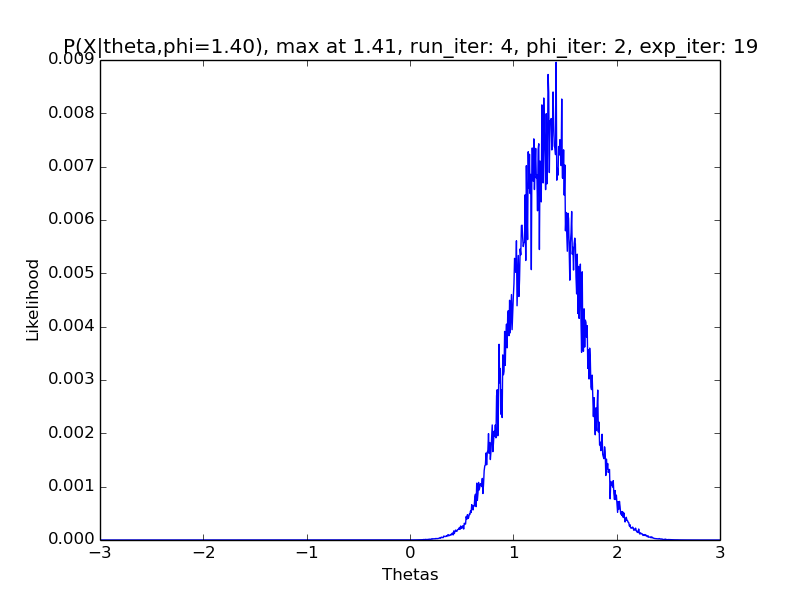 P(X|theta,phi=1.40), max at 1.41, run_iter: 4, phi_iter: 2, exp_iter: 19
0.009
0.008
0.007
0.006
0.005
0.004
0.003
0.002
0.001
0.000
Likelihood
−3 −2 −1 0 1 2 3
Thetas